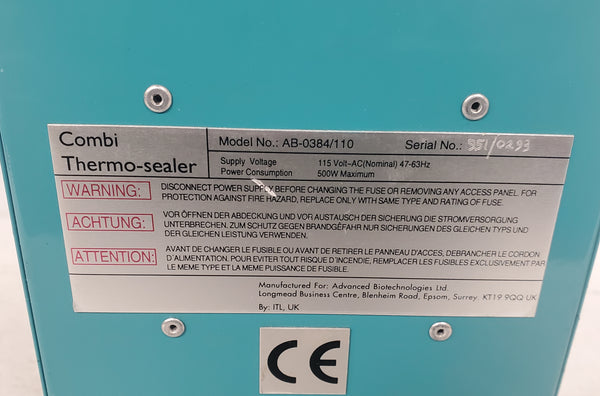 Combi
Thermo-sealer
Model No.: AB-0384/110 Serial No.: 951/0293
Supply Voltage 115 Volt-AC(Nominal) 47-63Hz
Power Consumption 500W Maximum
WARNING: DISCONNECT POWER SUPPLY BEFORE CHANGING THE FUSE OR REMOVING ANY ACCESS PANEL. FOR
PROTECTION AGAINST FIRE HAZARD, REPLACE ONLY WITH SAME TYPE AND RATING OF FUSE.
ACHTUNG: VOR ÖFFNEN DER ABDECKUNG UND VOR AUSTAUSCH DER SICHERUNG DIE STROMVERSORGUNG
UNTERBRECHEN. ZUM SCHUTZ GEGEN BRANDGEFÄHR NUR SICHERUNGEN DES GLEICHEN TYPS UND
DER GLEICHEN LEISTUNG VERWENDEN.
ATTENTION: AVANT DE CHANGER LE FUSIBLE OU AVANT DE RETIRER LE PANNEAU D'ACCES, DEBRANCHER LE CORDON
D'ALIMENTATION. POUR EVITER TOUT RISQUE D'INCENDIE, REMPLACER LES FUSIBLES EXCLUSIVEMENT PAR
LE MEME TYPE ET LA MEME PUISSANCE DE FUSIBLE.
Manufactured For: Advanced Biotechnologies Ltd.
Longmead Business Centre, Blenheim Road, Epsom, Surrey. KT19 9QQ UK
By: ITL, UK
CE